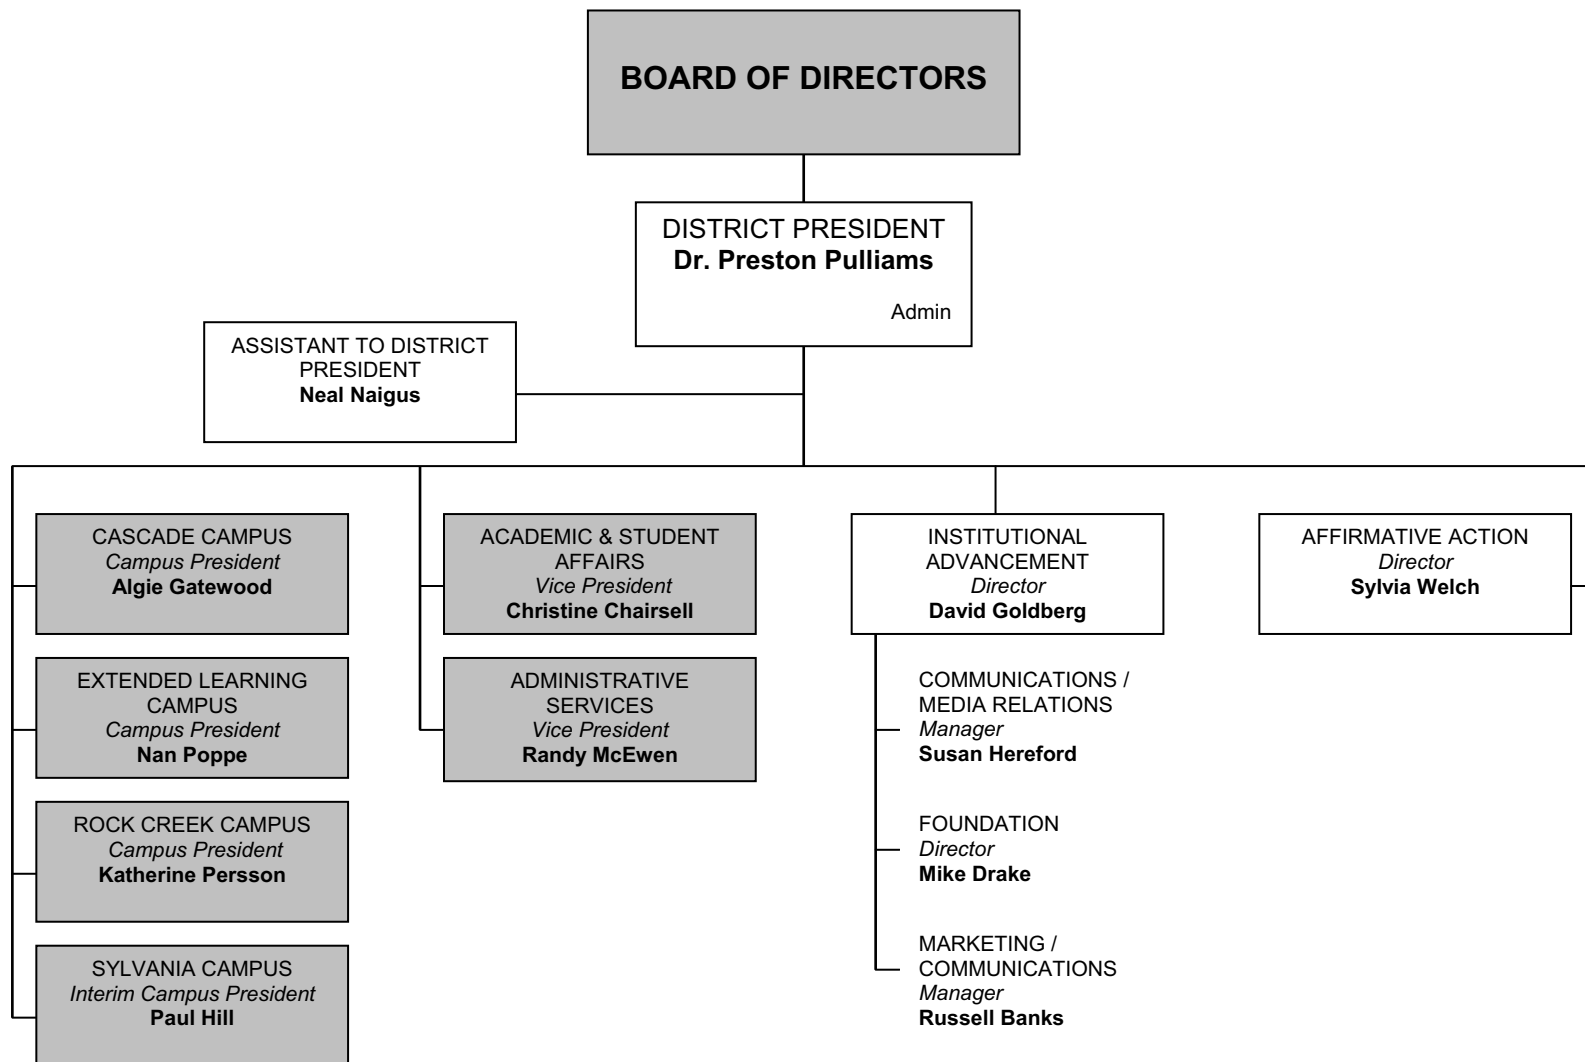 BOARD OF DIRECTORS
DISTRICT PRESIDENT
Dr. Preston Pulliams
Admin
ASSISTANT TO DISTRICT
PRESIDENT
Neal Naigus
CASCADE CAMPUS
Campus President
Algie Gatewood
EXTENDED LEARNING
CAMPUS
Campus President
Nan Poppe
ROCK CREEK CAMPUS
Campus President
Katherine Persson
SYLVANIA CAMPUS
Interim Campus President
Paul Hill
ACADEMIC & STUDENT
AFFAIRS
Vice President
Christine Chairsell
ADMINISTRATIVE
SERVICES
Vice President
Randy McEwen
INSTITUTIONAL
ADVANCEMENT
Director
David Goldberg
COMMUNICATIONS /
MEDIA RELATIONS
Manager
Susan Hereford
FOUNDATION
Director
Mike Drake
MARKETING /
COMMUNICATIONS
Manager
Russell Banks
AFFIRMATIVE ACTION
Director
Sylvia Welch